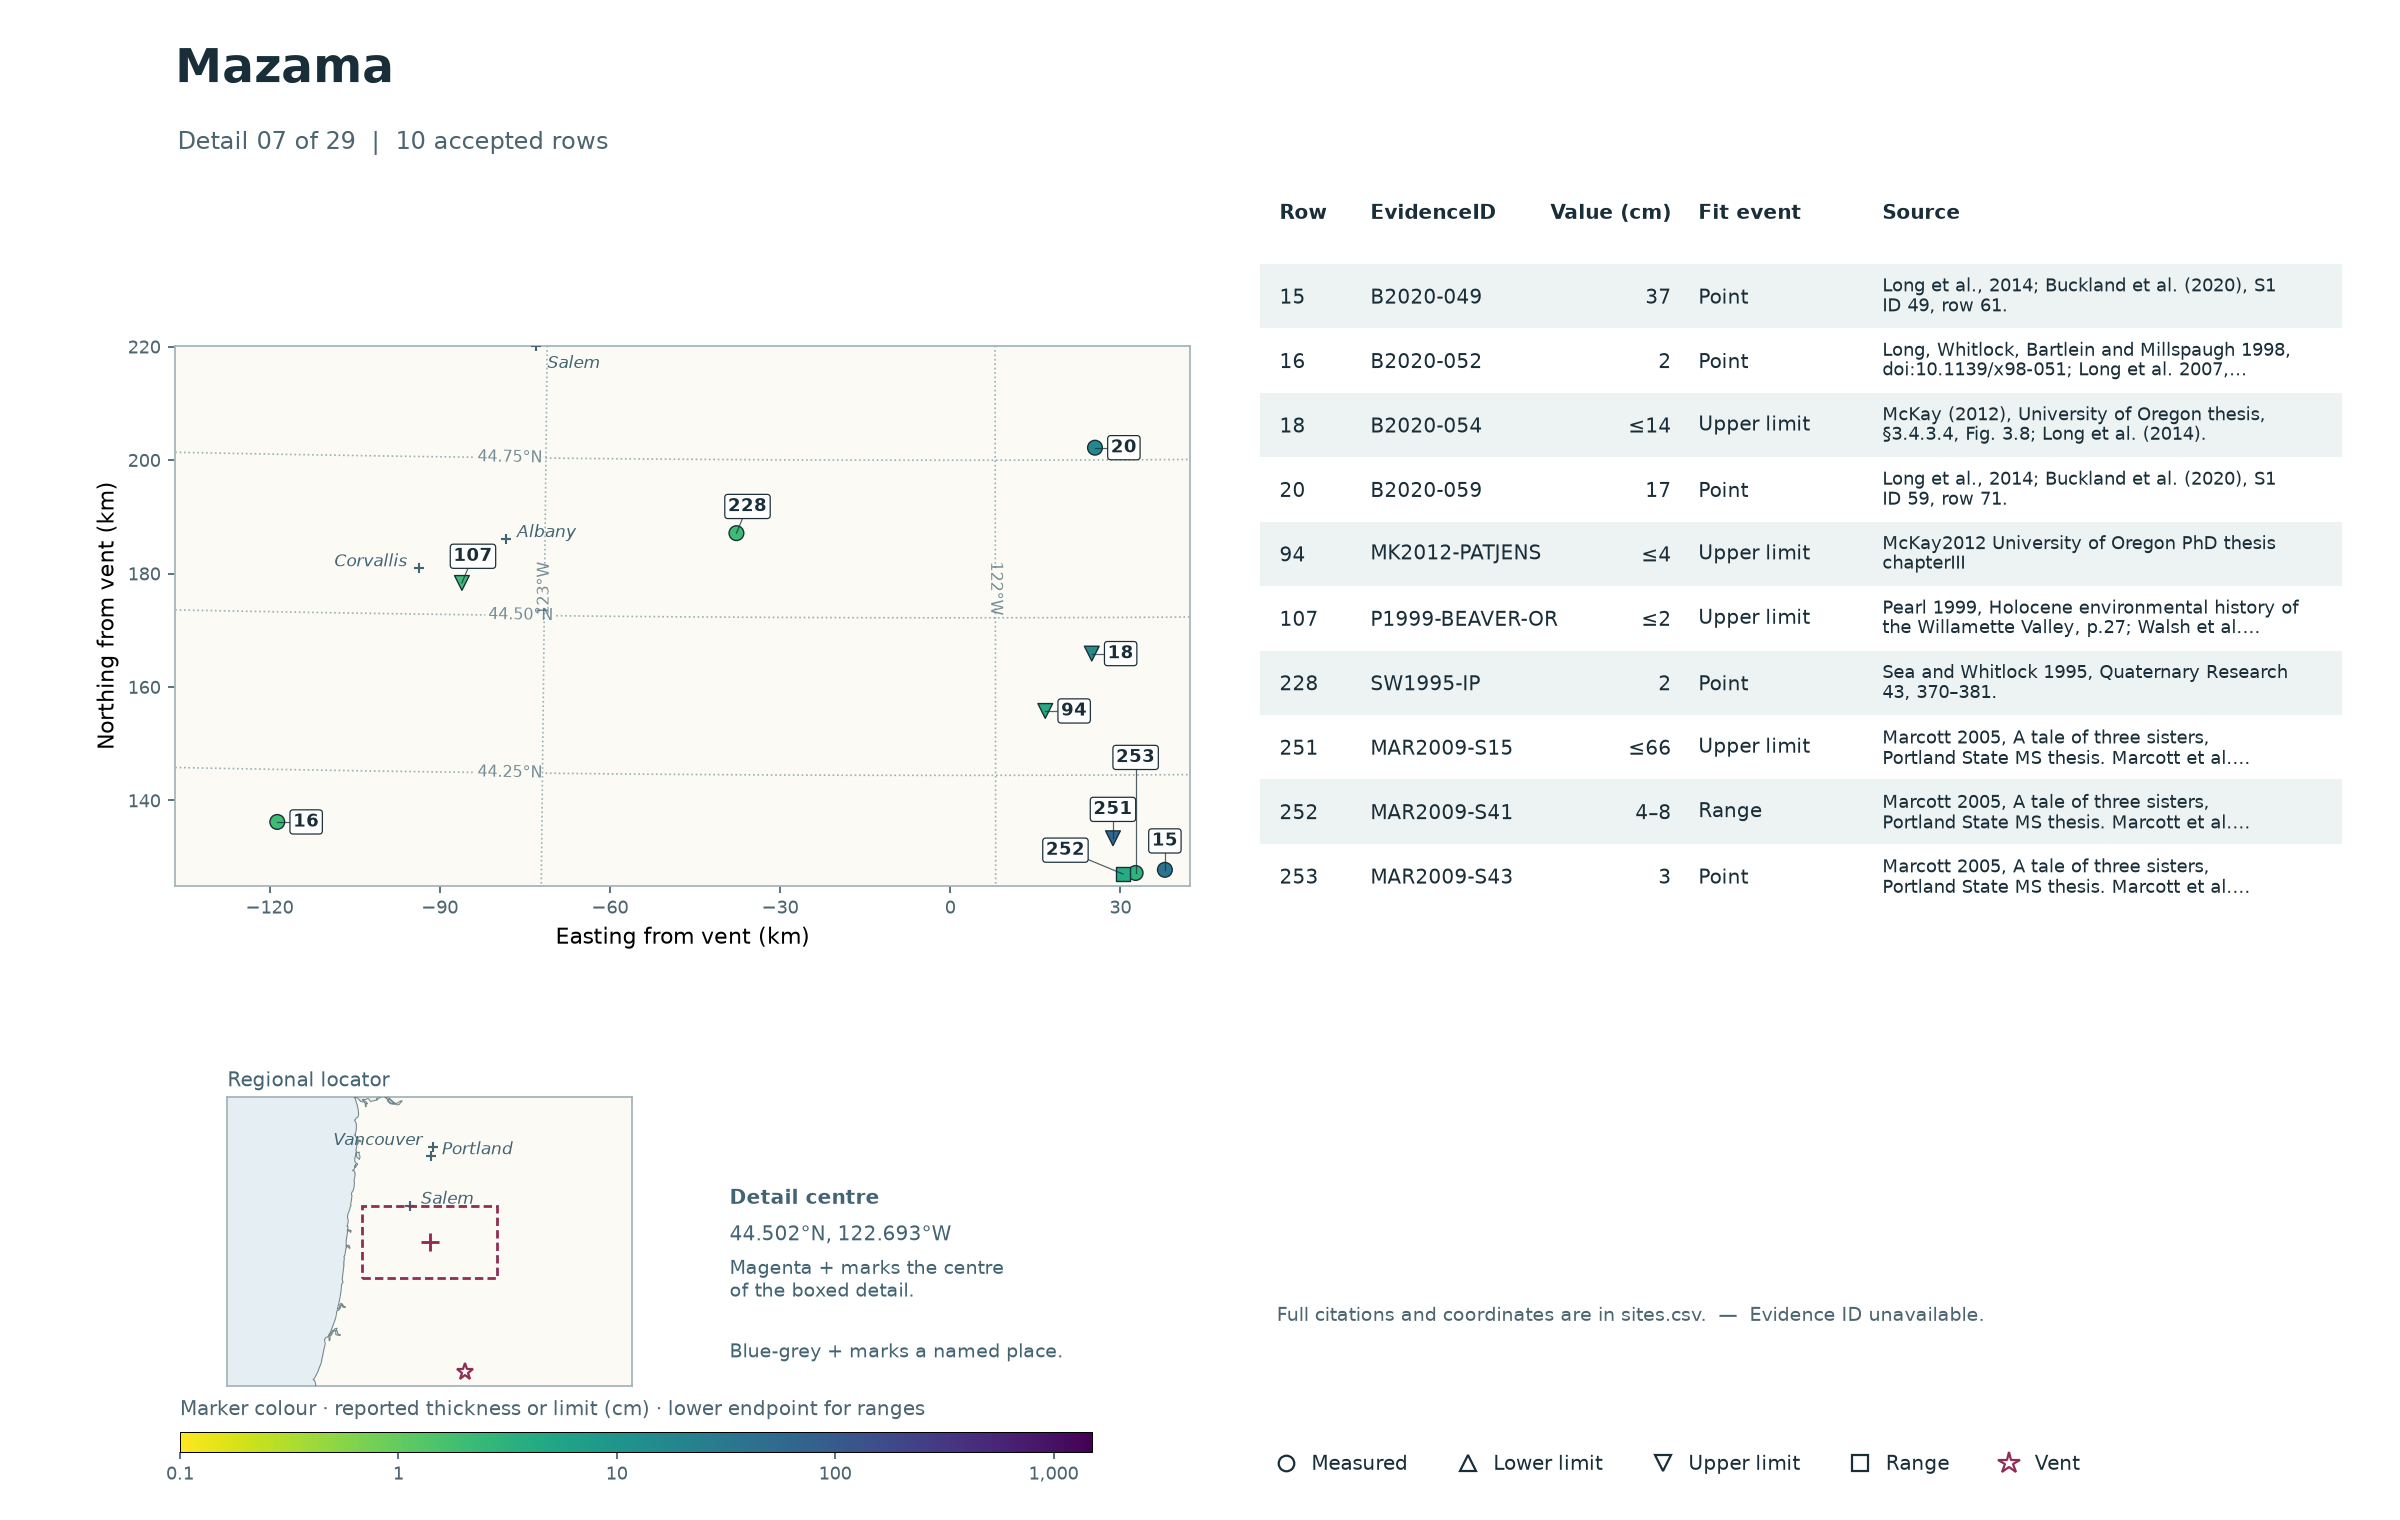 Mazama
Detail 07 of 29 | 10 accepted rows
Row EvidenceID Value (cm) Fit event Source
15 B2020-049 37 Point Long et al., 2014; Buckland et al. (2020), S1
ID 49, row 61.
16 B2020-052 2 Point Long, Whitlock, Bartlein and Millspaugh 1998,
doi:10.1139/x98-051; Long et al. 2007,...
18 B2020-054 ≤14 Upper limit McKay (2012), University of Oregon thesis,
§3.4.3.4, Fig. 3.8; Long et al. (2014).
20 B2020-059 17 Point Long et al., 2014; Buckland et al. (2020), S1
ID 59, row 71.
94 MK2012-PATJENS ≤4 Upper limit McKay2012 University of Oregon PhD thesis
chapterIII
107 P1999-BEAVER-OR ≤2 Upper limit Pearl 1999, Holocene environmental history of
the Willamette Valley, p.27; Walsh et al....
228 SW1995-IP 2 Point Sea and Whitlock 1995, Quaternary Research
43, 370–381.
251 MAR2009-S15 ≤66 Upper limit Marcott 2005, A tale of three sisters,
Portland State MS thesis. Marcott et al....
252 MAR2009-S41 4–8 Range Marcott 2005, A tale of three sisters,
Portland State MS thesis. Marcott et al....
253 MAR2009-S43 3 Point Marcott 2005, A tale of three sisters,
Portland State MS thesis. Marcott et al....
Northing from vent (km)
220
200
180
160
140
Salem
44.75°N
20
228
Albany
Corvallis
107
123°W
122°W
44.50°N
18
94
253
44.25°N
251
16
15
252
−120 −90 −60 −30 0 30
Easting from vent (km)
Regional locator
Vancouver
Portland
Salem
Detail centre
44.502°N, 122.693°W
Magenta + marks the centre
of the boxed detail.
Blue-grey + marks a named place.
Full citations and coordinates are in sites.csv. — Evidence ID unavailable.
Marker colour · reported thickness or limit (cm) · lower endpoint for ranges
0.1 1 10 100 1,000
Measured Lower limit Upper limit Range Vent